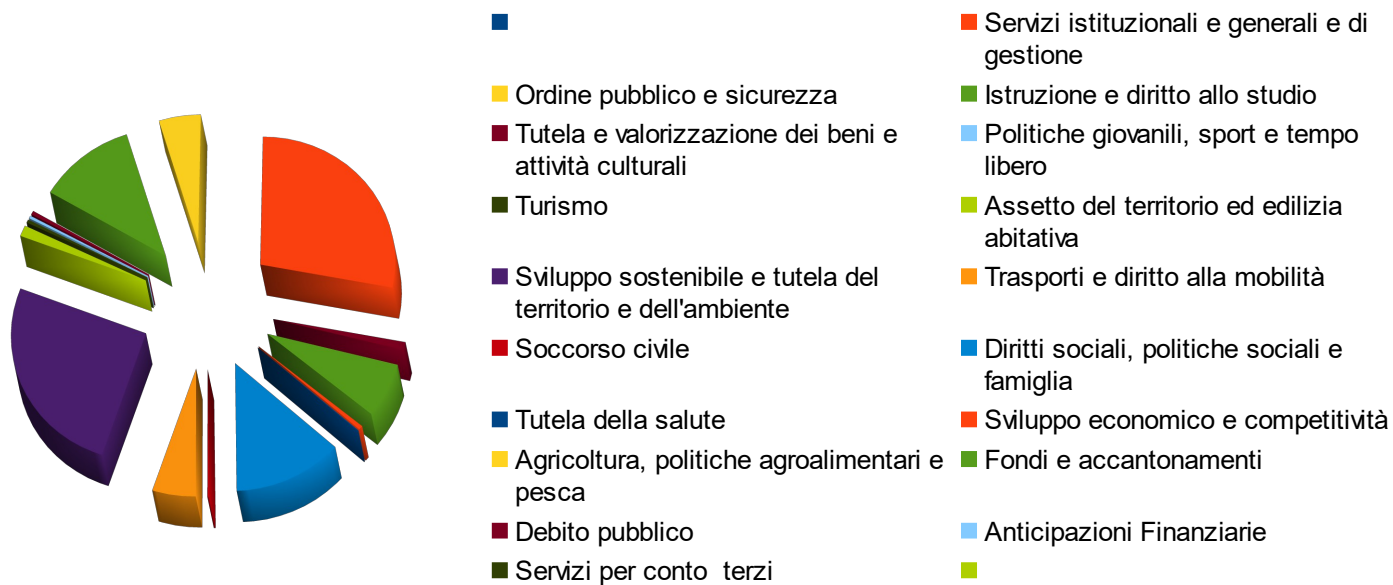 Servizi istituzionali e generali e di
gestione
Ordine pubblico e sicurezza
Istruzione e diritto allo studio
Tutela e valorizzazione dei beni e
attività culturali
Politiche giovanili, sport e tempo
libero
Turismo
Assetto del territorio ed edilizia
abitativa
Sviluppo sostenibile e tutela del
territorio e dell'ambiente
Trasporti e diritto alla mobilità
Soccorso civile
Diritti sociali, politiche sociali e
famiglia
Tutela della salute
Sviluppo economico e competitività
Agricoltura, politiche agroalimentari e
pesca
Fondi e accantonamenti
Debito pubblico
Anticipazioni Finanziarie
Servizi per conto  terzi